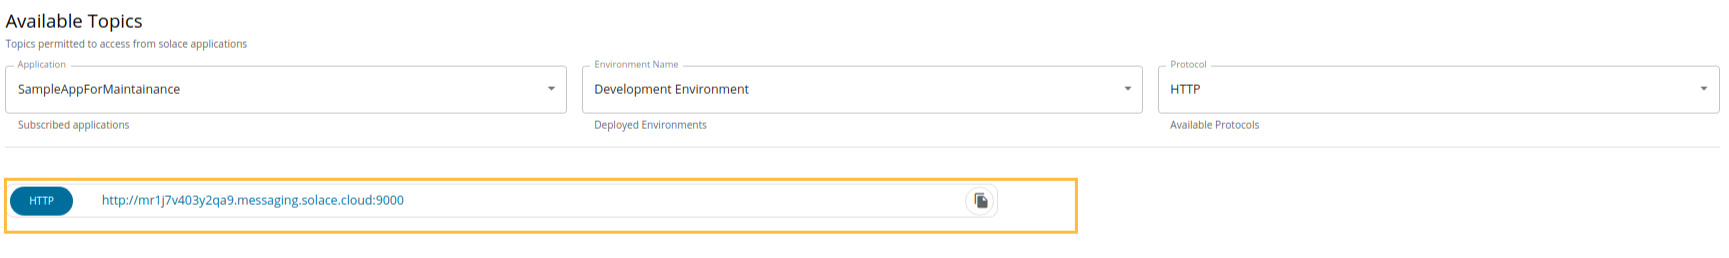 Available Topics
Topics permitted to access from solace applications
Application
SampleAppForMaintainance
Subscribed applications
Environment Name
Development Environment
Deployed Environments
Protocol
HTTP
Available Protocols
HTTP http://mr1j7v403y2qa9.messaging.solace.cloud:9000